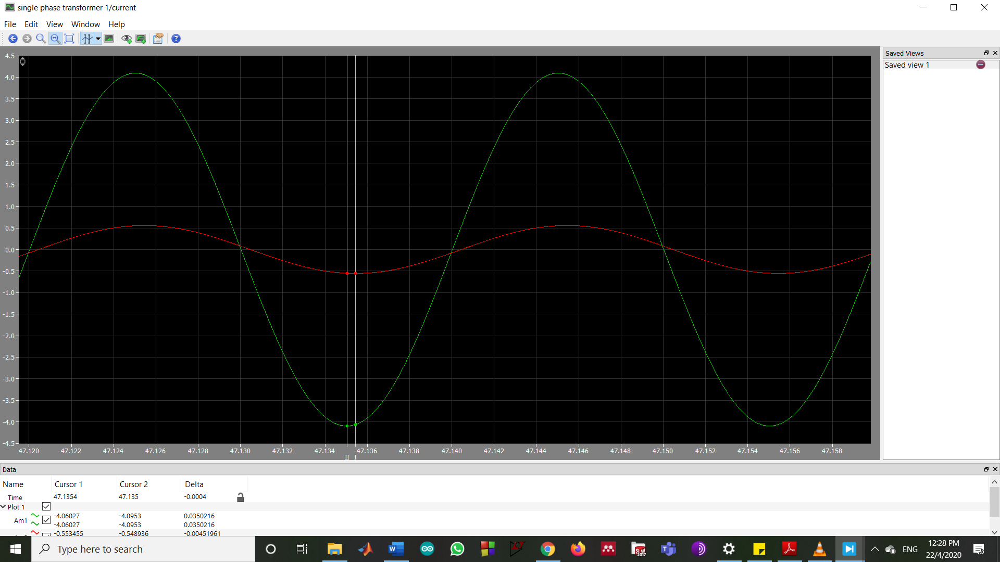 single phase transformer 1/current
File Edit View Window Help
Saved Views
Saved view 1
4.5
4.0
3.5
3.0
2.5
2.0
1.5
1.0
0.5
0.0
-0.5
-1.0
-1.5
-2.0
-2.5
-3.0
-3.5
-4.0
-4.5
47.120 47.122 47.124 47.126 47.128 47.130 47.132 47.134 47.136 47.138 47.140 47.142 47.144 47.146 47.148 47.150 47.152 47.154 47.156 47.158
II I
Data
Name Cursor 1 Cursor 2 Delta
Time 47.1354 47.135 -0.0004
Plot 1
Am1 -4.06027 -4.0953 0.0350216
-4.06027 -4.0953 0.0350216
-0.553455 -0.548936 -0.00451961
Type here to search
W
SW
2017
ENG
12:28 PM
22/4/2020